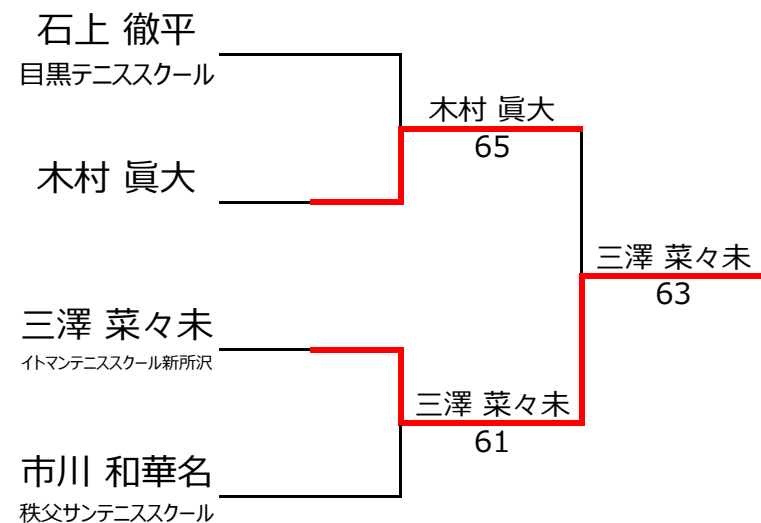 石上 徹平
目黒テニススクール
木村 眞大
65
木村 眞大
三澤 菜々未
63
三澤 菜々未
イトマンテニススクール新所沢
三澤 菜々未
61
市川 和華名
秩父サンテニススクール